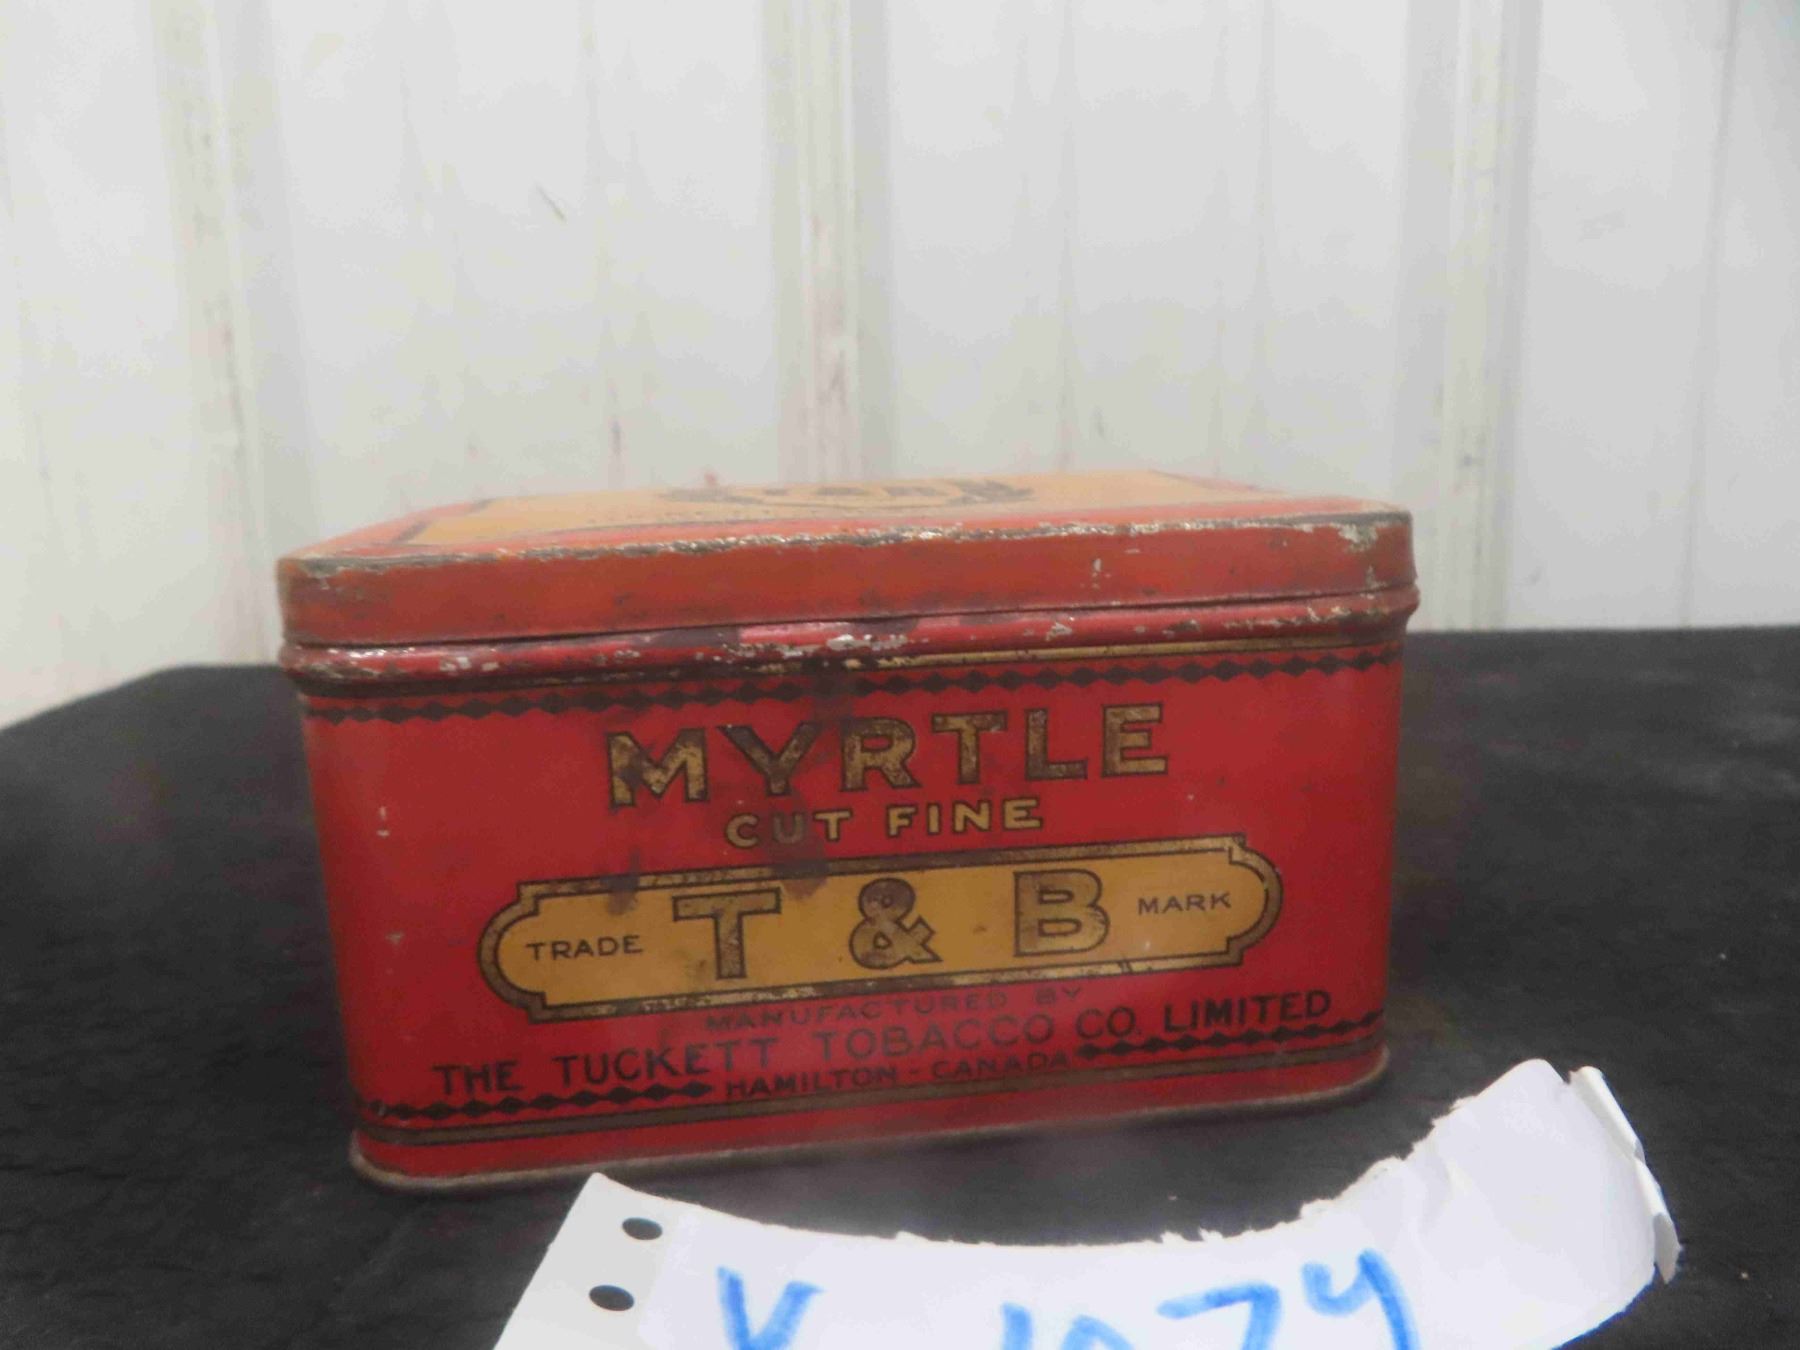 MYRTLE
CUT FINE
TRADE T & B MARK
MANUFACTURED BY
THE TUCKETT TOBACCO CO. LIMITED
HAMILTON - CANADA